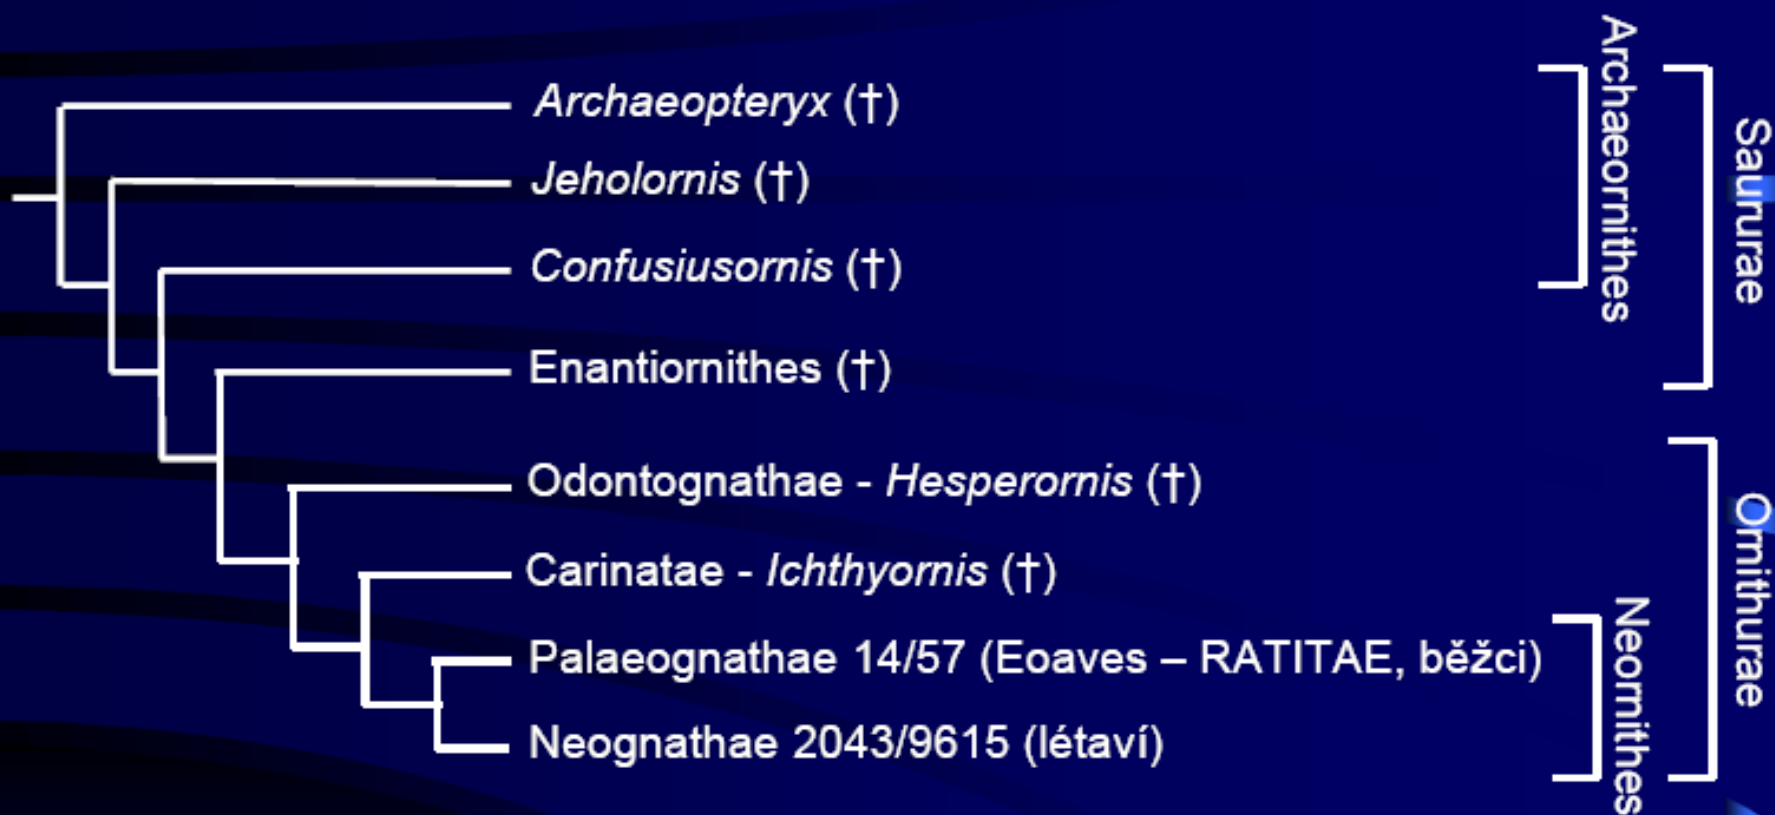 Archaeopteryx (†)
Jeholornis (†)
Confusiusornis (†)
Enantiornithes (†)
Odontognathae - Hesperornis (†)
Carinatae - Ichthyornis (†)
Palaeognathae 14/57 (Eoaves – RATITAE, běžci)
Neognathae 2043/9615 (létaví)
Archaeornithes
Saururae
Neornithes
Ornithurae